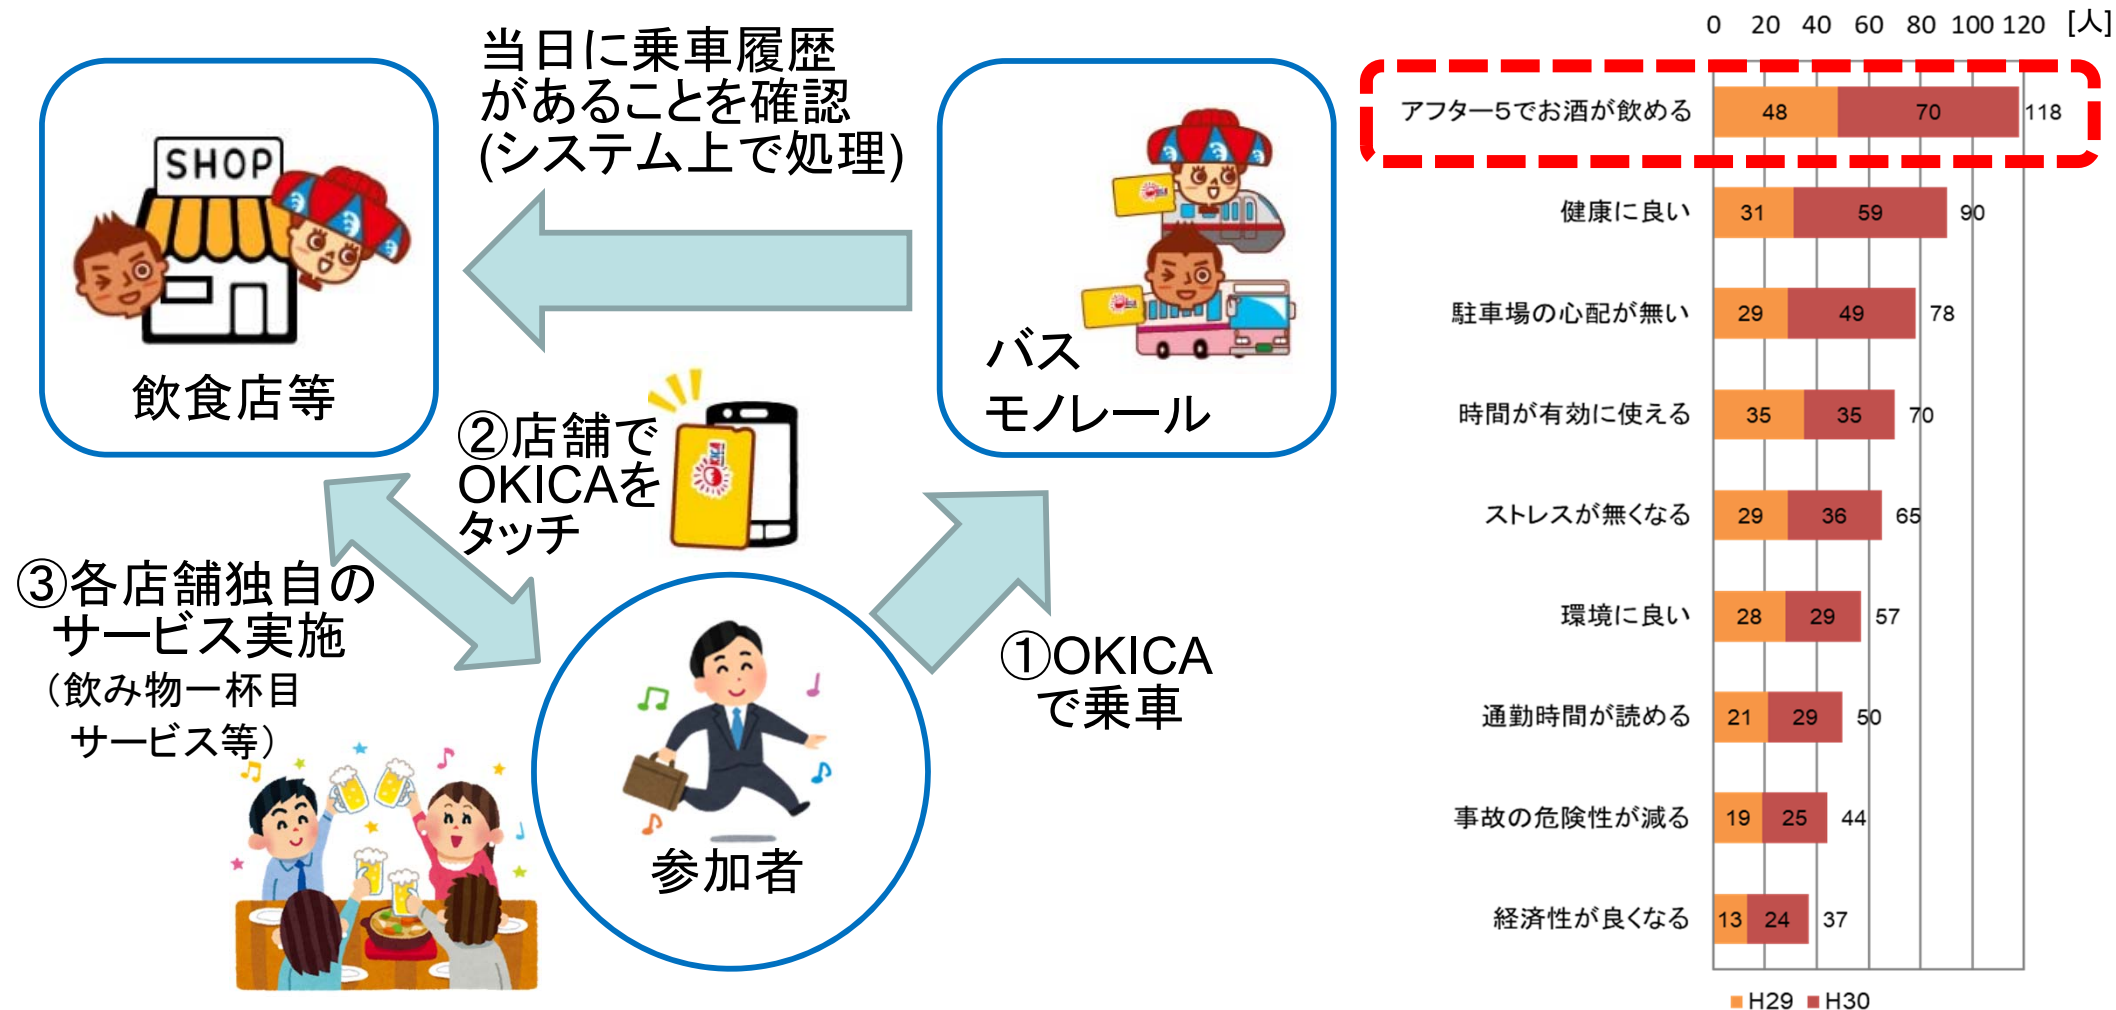 当日に乗車履歴
があることを確認
(システム上で処理)
SHOP
飲食店等
バス
モノレール
②店舗で
OKICAを
タッチ
OKICA
③各店舗独自の
サービス実施
（飲み物一杯目
サービス等）
①OKICA
で乗車
参加者
0 20 40 60 80 100 120 [人]
アフター5でお酒が飲める 48 70 118
健康に良い 31 59 90
駐車場の心配が無い 29 49 78
時間が有効に使える 35 35 70
ストレスが無くなる 29 36 65
環境に良い 28 29 57
通勤時間が読める 21 29 50
事故の危険性が減る 19 25 44
経済性が良くなる 13 24 37
H29 H30